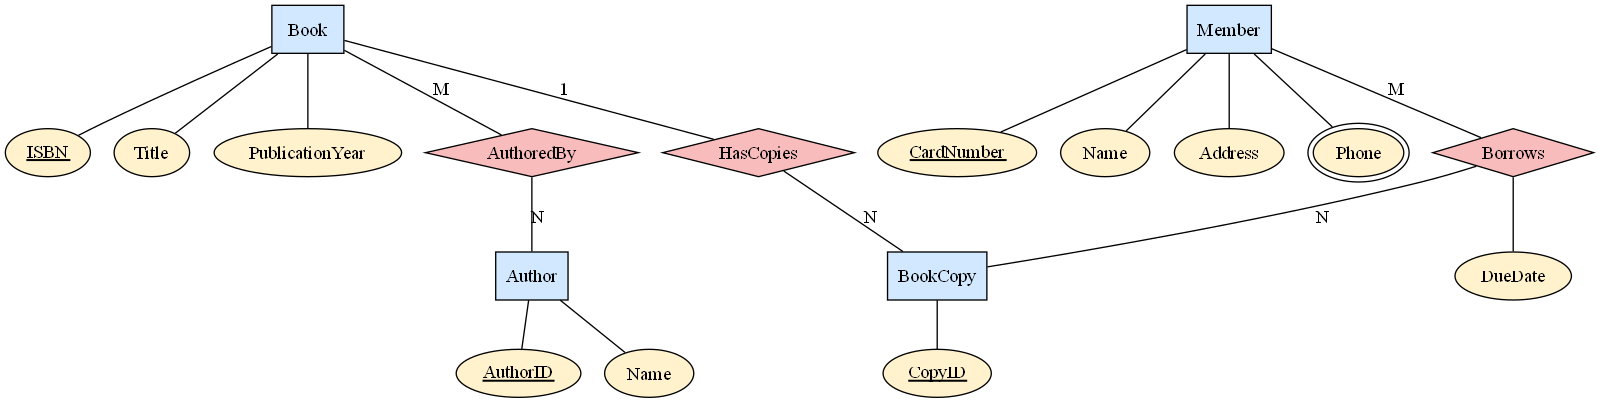 Book
Member
M
1
M
ISBN
Title
PublicationYear
AuthoredBy
HasCopies
CardNumber
Name
Address
Phone
Borrows
N
N
N
Author
BookCopy
DueDate
AuthorID
Name
CopyID